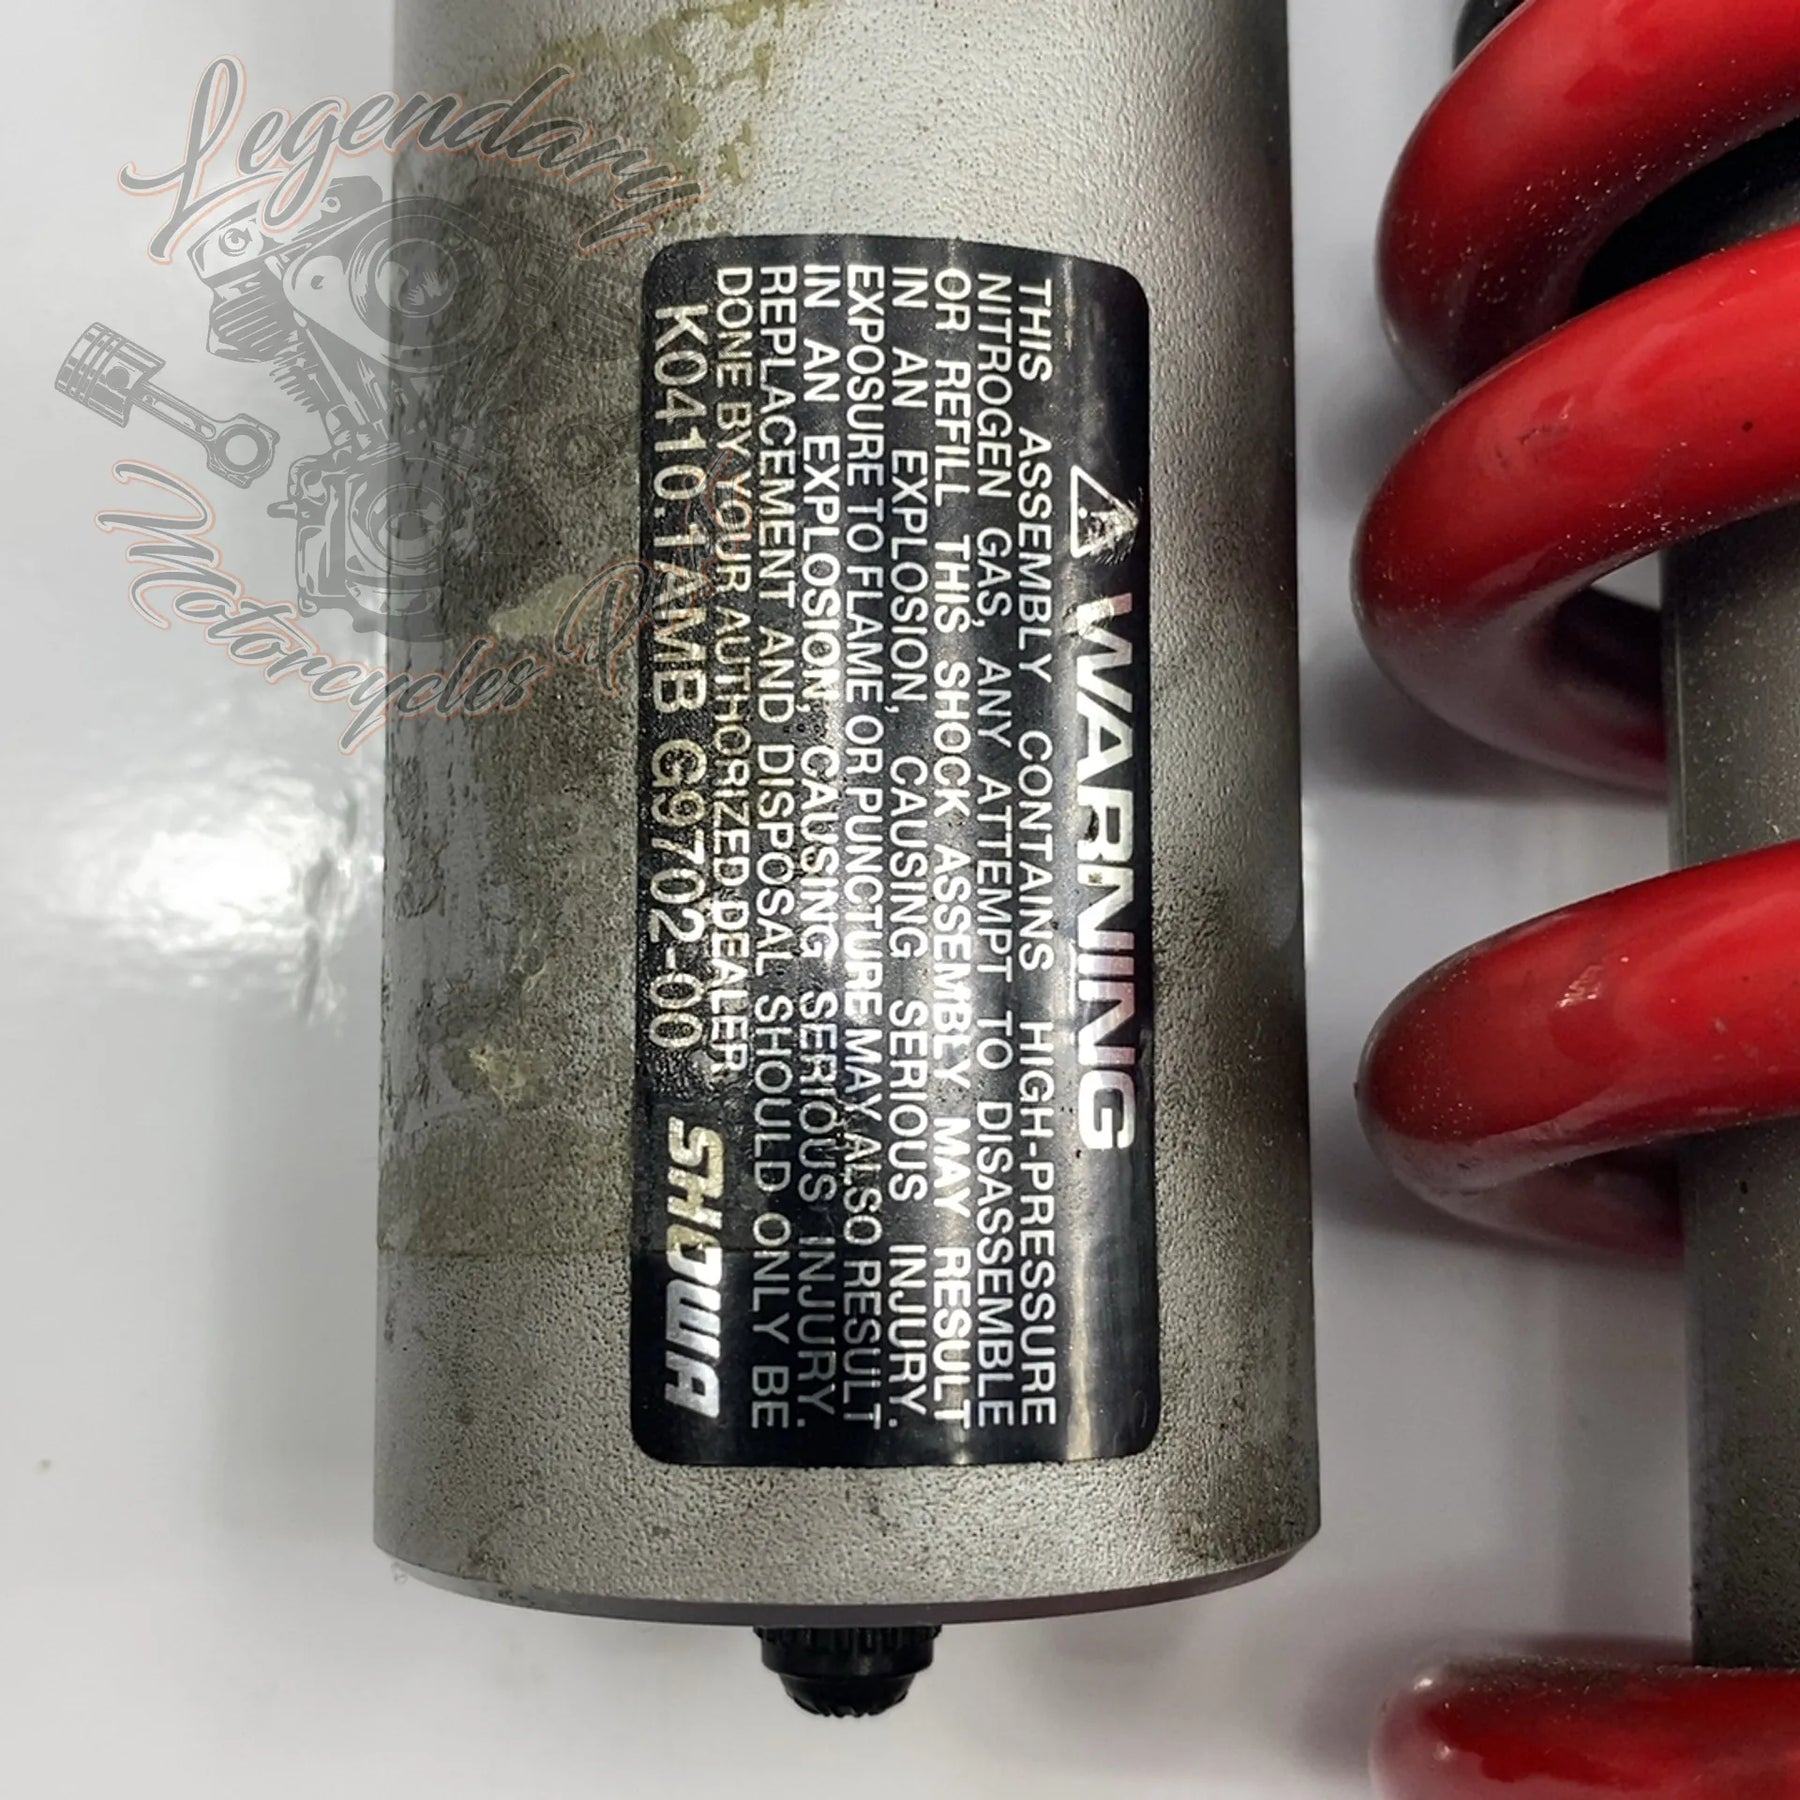 Legendary
Motorcycles
WARNING
THIS ASSEMBLY CONTAINS HIGH-PRESSURE
NITROGEN GAS, ANY ATTEMPT TO DISASSEMBLE
OR REFILL THIS SHOCK ASSEMBLY MAY RESULT
IN AN EXPLOSION, CAUSING SERIOUS INJURY.
EXPOSURE TO FLAME OR PUNCTURE MAY ALSO RESULT
IN AN EXPLOSION, CAUSING SERIOUS INJURY.
REPLACEMENT AND DISPOSAL SHOULD ONLY BE
DONE BY YOUR AUTHORIZED DEALER
K0410.1AMB G9702-00 SHOWA